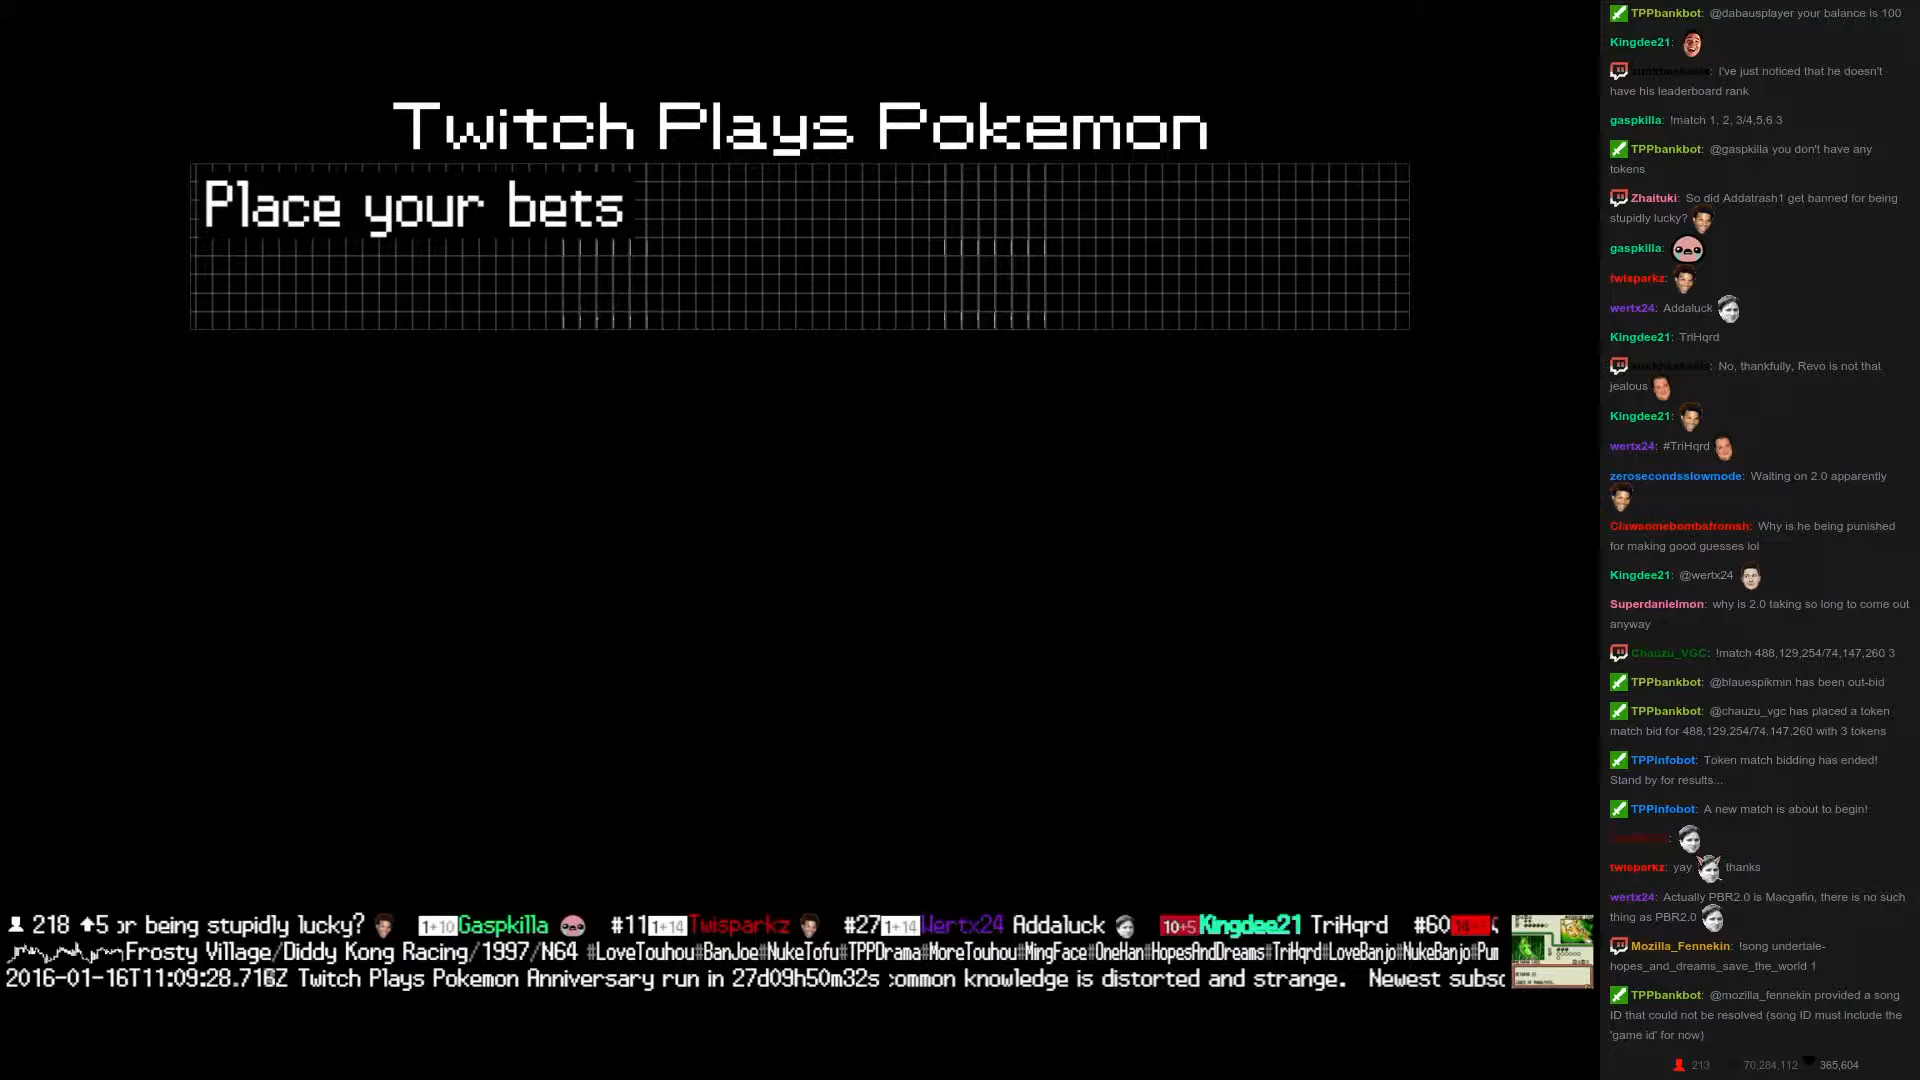 Twitch Plays Pokemon
Place your bets
218 5 or being stupidly lucky? 1+10 Gaspkilla #11 1+14 Twisparkz #27 1+14 Wertx24 Addaluck 10+5 Kingdee21 TriHqrd #60
Frosty Village/Diddy Kong Racing/1997/N64 #LoveTouhou#BanJoe#NukeTofu#TPPDrama#MoreTouhou#MingFace#OneHan#HopesAndDreams#TriHqrd#LoveBanjo#NukeBanjo#Pum
Twitch Plays Pokemon Anniversary run in 27d09h50m32s common knowledge is distorted and strange. Newest subsc
TPPbankbot: @dabausplayer your balance is 100
Kingdee21:
: I've just noticed that he doesn't
have his leaderboard rank
gaspkilla: !match 1, 2, 3/4,5,6 3
TPPbankbot: @gaspkilla you don't have any
tokens
Zhaituki: So did Addatrash1 get banned for being
stupidly lucky?
gaspkilla:
twisparkz:
wertx24: Addaluck
Kingdee21: TriHqrd
: No, thankfully, Revo is not that
jealous
Kingdee21:
wertx24: #TriHqrd
zerosecondsslowmode: Waiting on 2.0 apparently
Clawsomebombsfromsh: Why is he being punished
for making good guesses lol
Kingdee21: @wertx24
Superdanielmon: why is 2.0 taking so long to come out
anyway
Chauzu_VGC: !match 488,129,254/74,147,260 3
TPPbankbot: @blauespikmin has been out-bid
TPPbankbot: @chauzu_vgc has placed a token
match bid for 488,129,254/74,147,260 with 3 tokens
TPPinfobot: Token match bidding has ended!
Stand by for results...
TPPinfobot: A new match is about to begin!
twisparkz: yay thanks
wertx24: Actually PBR2.0 is Macgafin, there is no such
thing as PBR2.0
Mozilla_Fennekin: !song undertale-
hopes_and_dreams_save_the_world 1
TPPbankbot: @mozilla_fennekin provided a song
ID that could not be resolved (song ID must include the
'game id' for now)
213 70,284,112 365,604